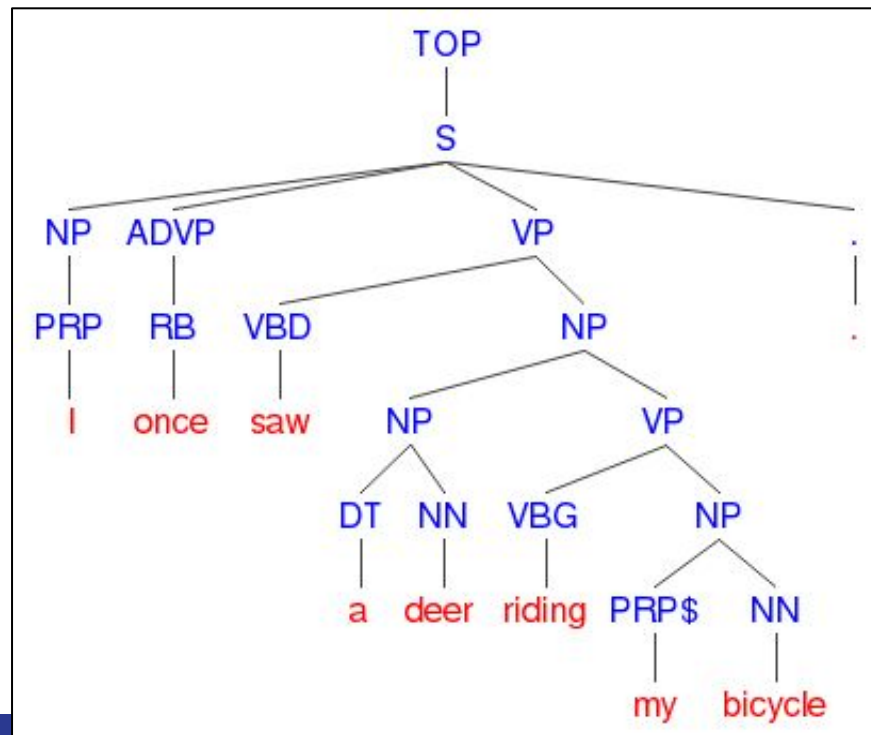 TOP
S
NP ADVP VP .
PRP RB VBD NP .
I once saw NP VP
DT NN VBG NP
a deer riding PRP$ NN
my bicycle